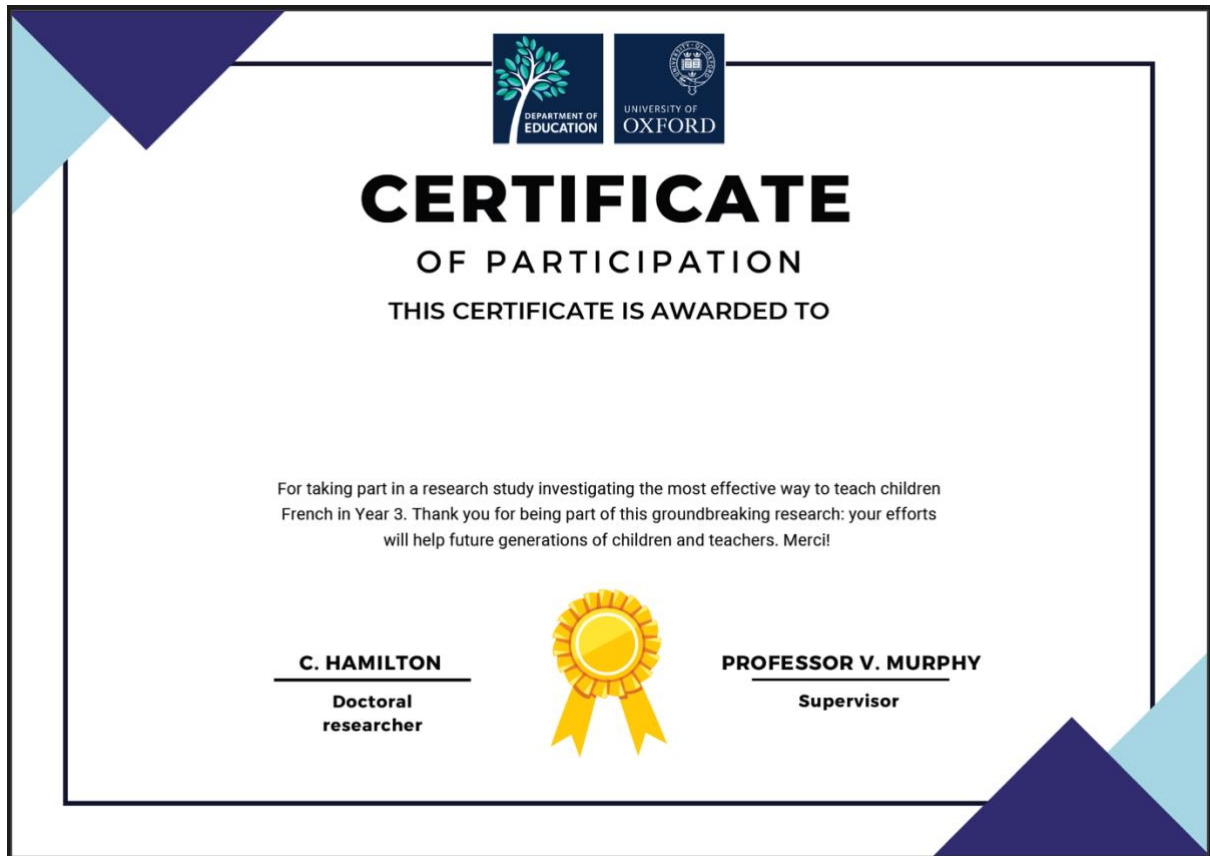 DEPARTMENT OF
EDUCATION
UNIVERSITY OF
OXFORD
CERTIFICATE
OF PARTICIPATION
THIS CERTIFICATE IS AWARDED TO
For taking part in a research study investigating the most effective way to teach children
French in Year 3. Thank you for being part of this groundbreaking research: your efforts
will help future generations of children and teachers. Merci!
C. HAMILTON
Doctoral
researcher
PROFESSOR V. MURPHY
Supervisor